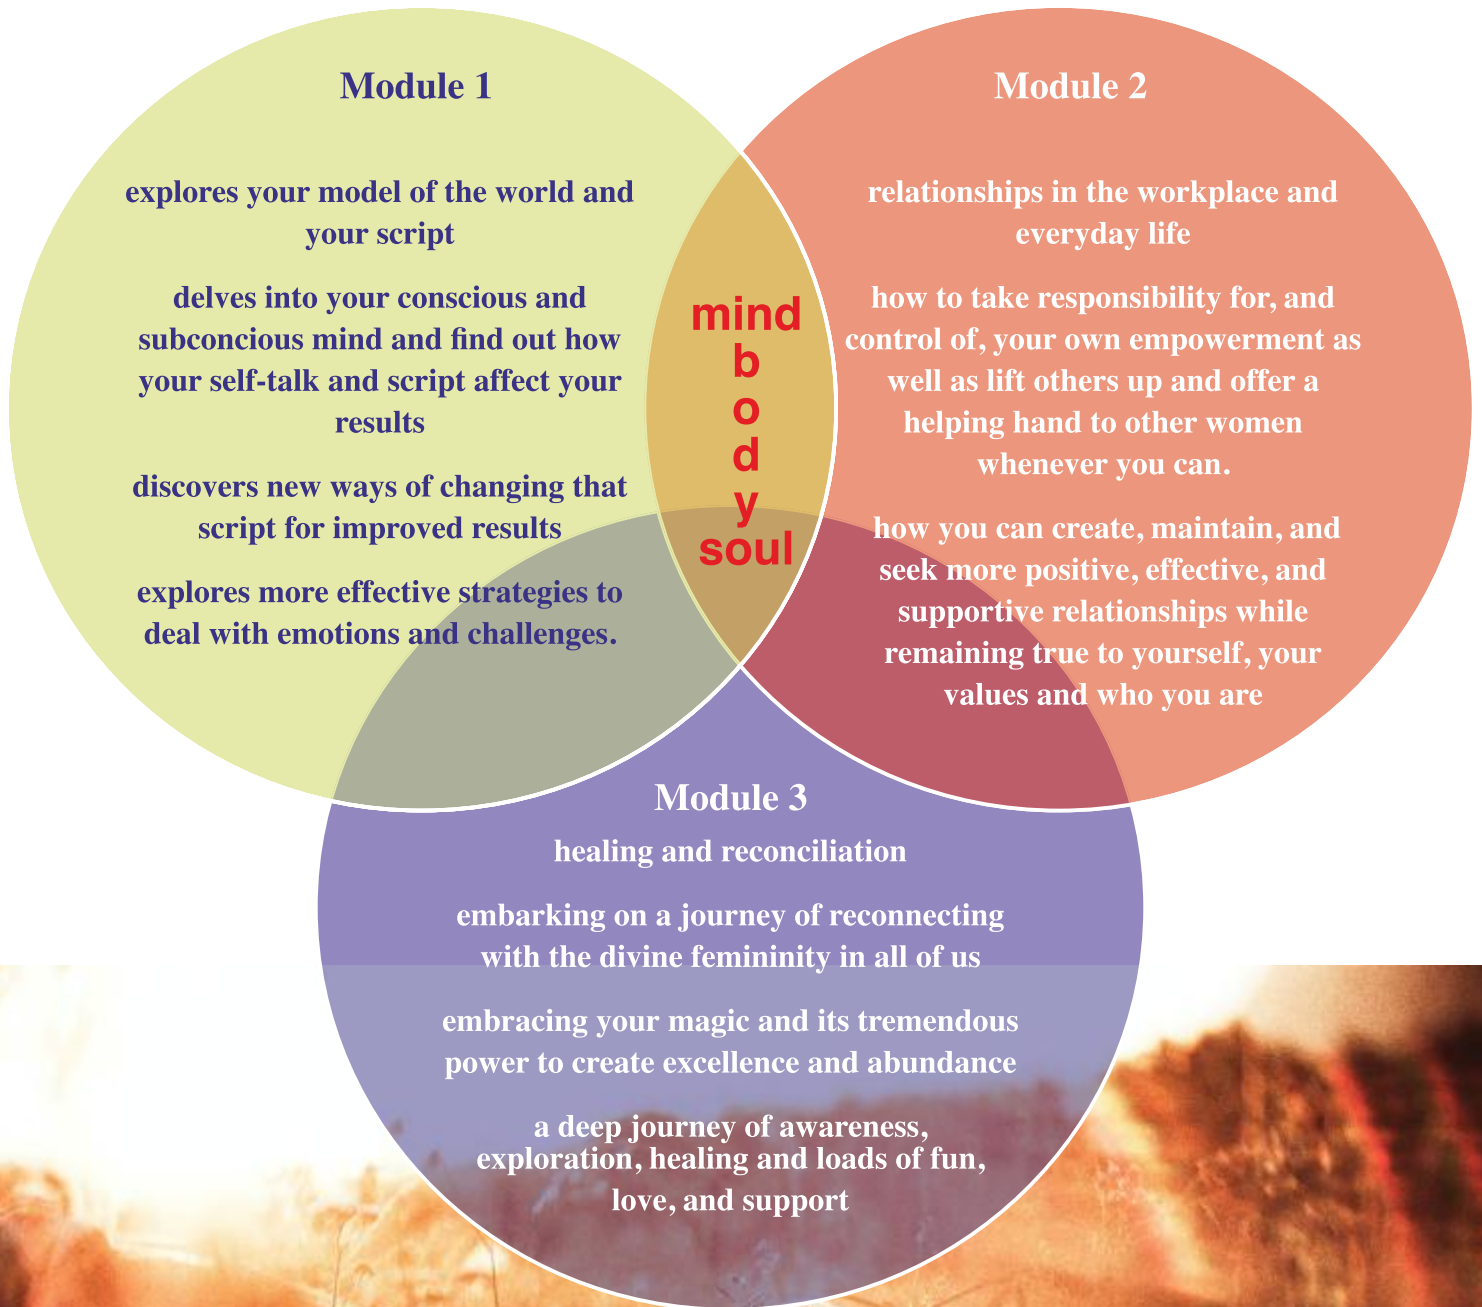 Module 1
explores your model of the world and
your script
delves into your conscious and
subconcious mind and find out how
your self-talk and script affect your
results
discovers new ways of changing that
script for improved results
explores more effective strategies to
deal with emotions and challenges.
mind
b
o
d
y
soul
Module 2
relationships in the workplace and
everyday life
how to take responsibility for, and
control of, your own empowerment as
well as lift others up and offer a
helping hand to other women
whenever you can.
how you can create, maintain, and
seek more positive, effective, and
supportive relationships while
remaining true to yourself, your
values and who you are
Module 3
healing and reconciliation
embarking on a journey of reconnecting
with the divine femininity in all of us
embracing your magic and its tremendous
power to create excellence and abundance
a deep journey of awareness,
exploration, healing and loads of fun,
love, and support